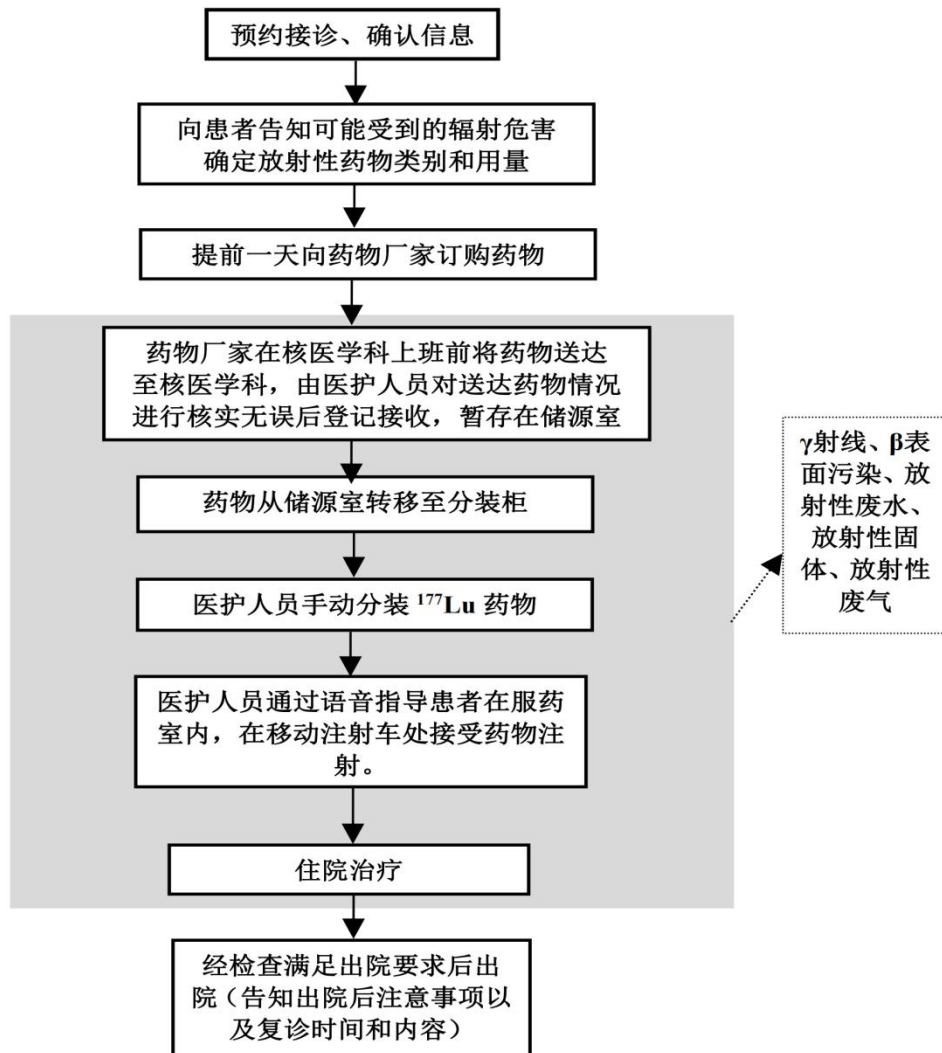 预约接诊、确认信息
向患者告知可能受到的辐射危害
确定放射性药物类别和用量
提前一天向药物厂家订购药物
药物厂家在核医学科上班前将药物送达
至核医学科，由医护人员对送达药物情况
进行核实无误后登记接收，暂存在储源室
药物从储源室转移至分装柜
医护人员手动分装 ¹⁷⁷Lu 药物
医护人员通过语音指导患者在服药
室内，在移动注射车处接受药物注
射。
住院治疗
经检查满足出院要求后出
院（告知出院后注意事项以
及复诊时间和内容）
γ射线、β表
面污染、放
射性废水、
放射性固
体、放射性
废气